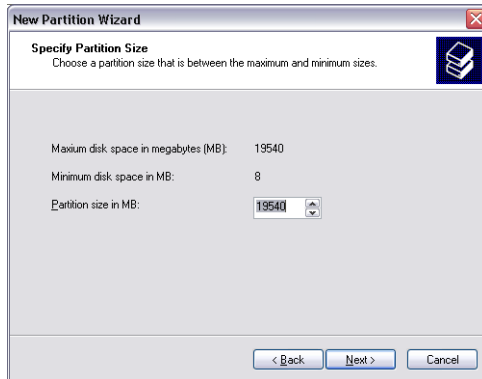 New Partition Wizard
Specify Partition Size
Choose a partition size that is between the maximum and minimum sizes.
Maxium disk space in megabytes (MB): 19540
Minimum disk space in MB: 8
Partition size in MB: 19540
< Back Next > Cancel